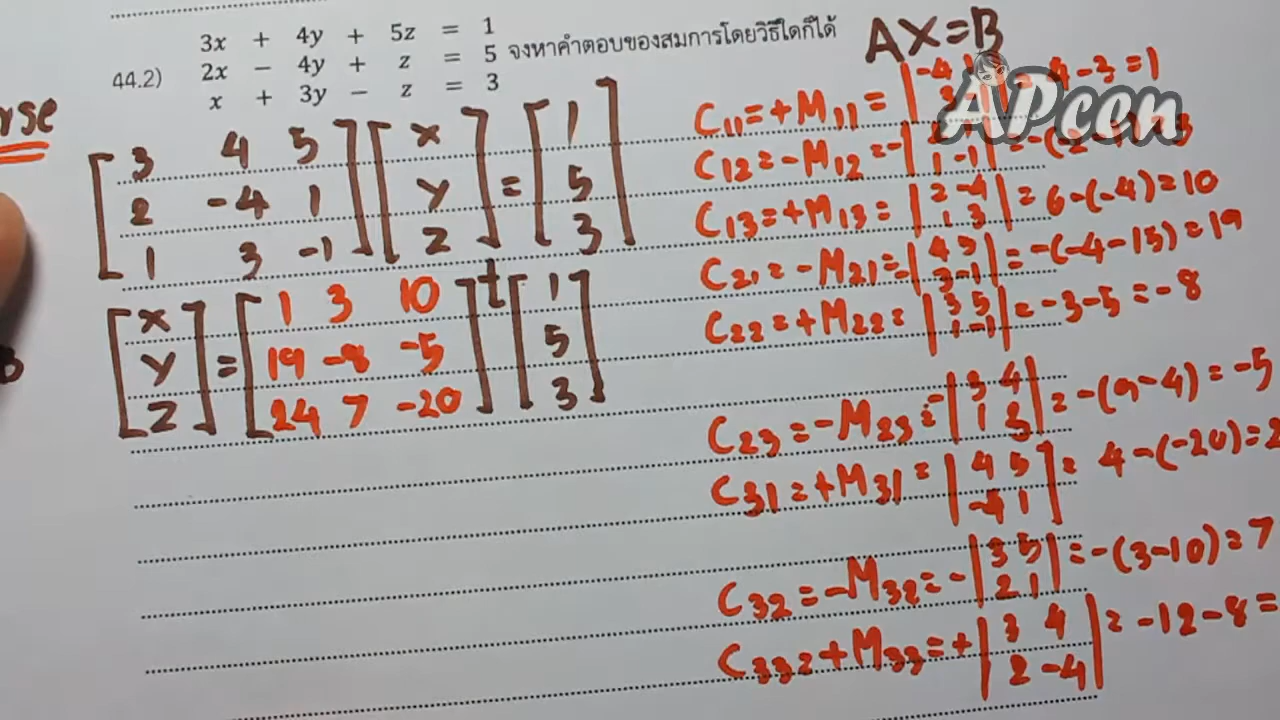 44.2)
3x + 4y + 5z = 1
2x − 4y + z = 5 จงหาคำตอบของสมการโดยวิธีใดก็ได้
x + 3y − z = 3
AX=B
APcen
[3 4 5] [x] = [1]
[2 -4 1] [y] [5]
[1 3 -1] [z] [3]
[x] = [1 3 10]t [1]
[y] [19 -8 -5] [5]
[z] [24 7 -20] [3]
C11=+M11= = 4-3=1
C12=-M12=-
C13=+M13= |2 -4 1 3| = 6-(-4)=10
C21=-M21=- |4 5 3 -1| = -(-4-15)=19
C22=+M22= |3 5 1 -1| = -3-5=-8
C23=-M23=- |3 4 1 3| = -(9-4)=-5
C31=+M31= |4 5 -4 1| = 4-(-20)=2
C32=-M32=- |3 5 2 1| = -(3-10)=7
C33=+M33=+ |3 4 2 -4| = -12-8=